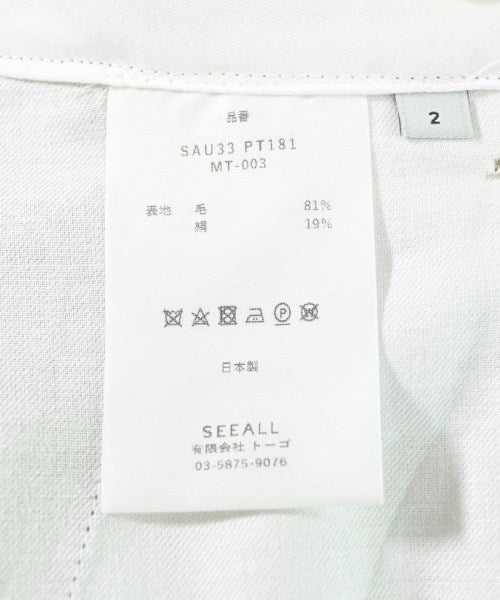 品番
SAU33 PT181
MT-003
表地 毛 81%
絹 19%
日本製
SEEALL
有限会社 トーゴ
03-5875-9076
2